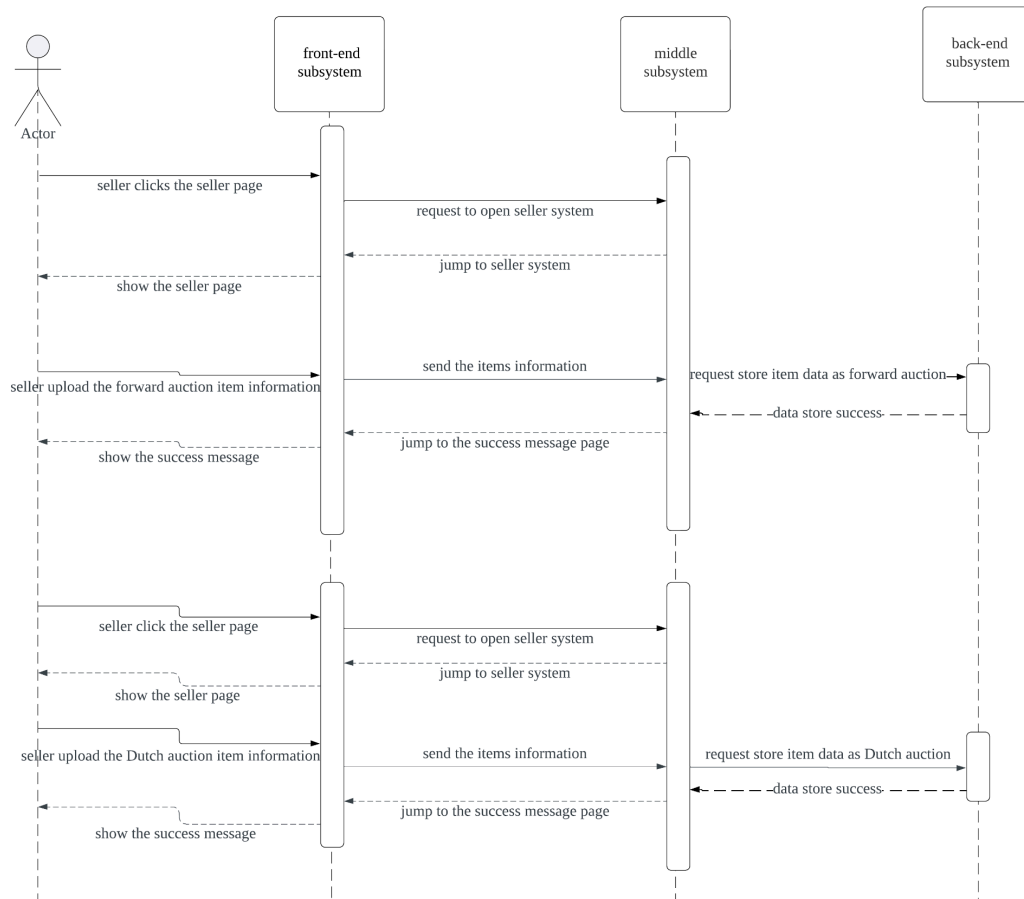 front-end
subsystem
middle
subsystem
back-end
subsystem
Actor
seller clicks the seller page
request to open seller system
jump to seller system
show the seller page
send the items information
request store item data as forward auction
seller upload the forward auction item information
data store success
jump to the success message page
show the success message
seller click the seller page
request to open seller system
jump to seller system
show the seller page
send the items information
request store item data as Dutch auction
seller upload the Dutch auction item information
data store success
jump to the success message page
show the success message